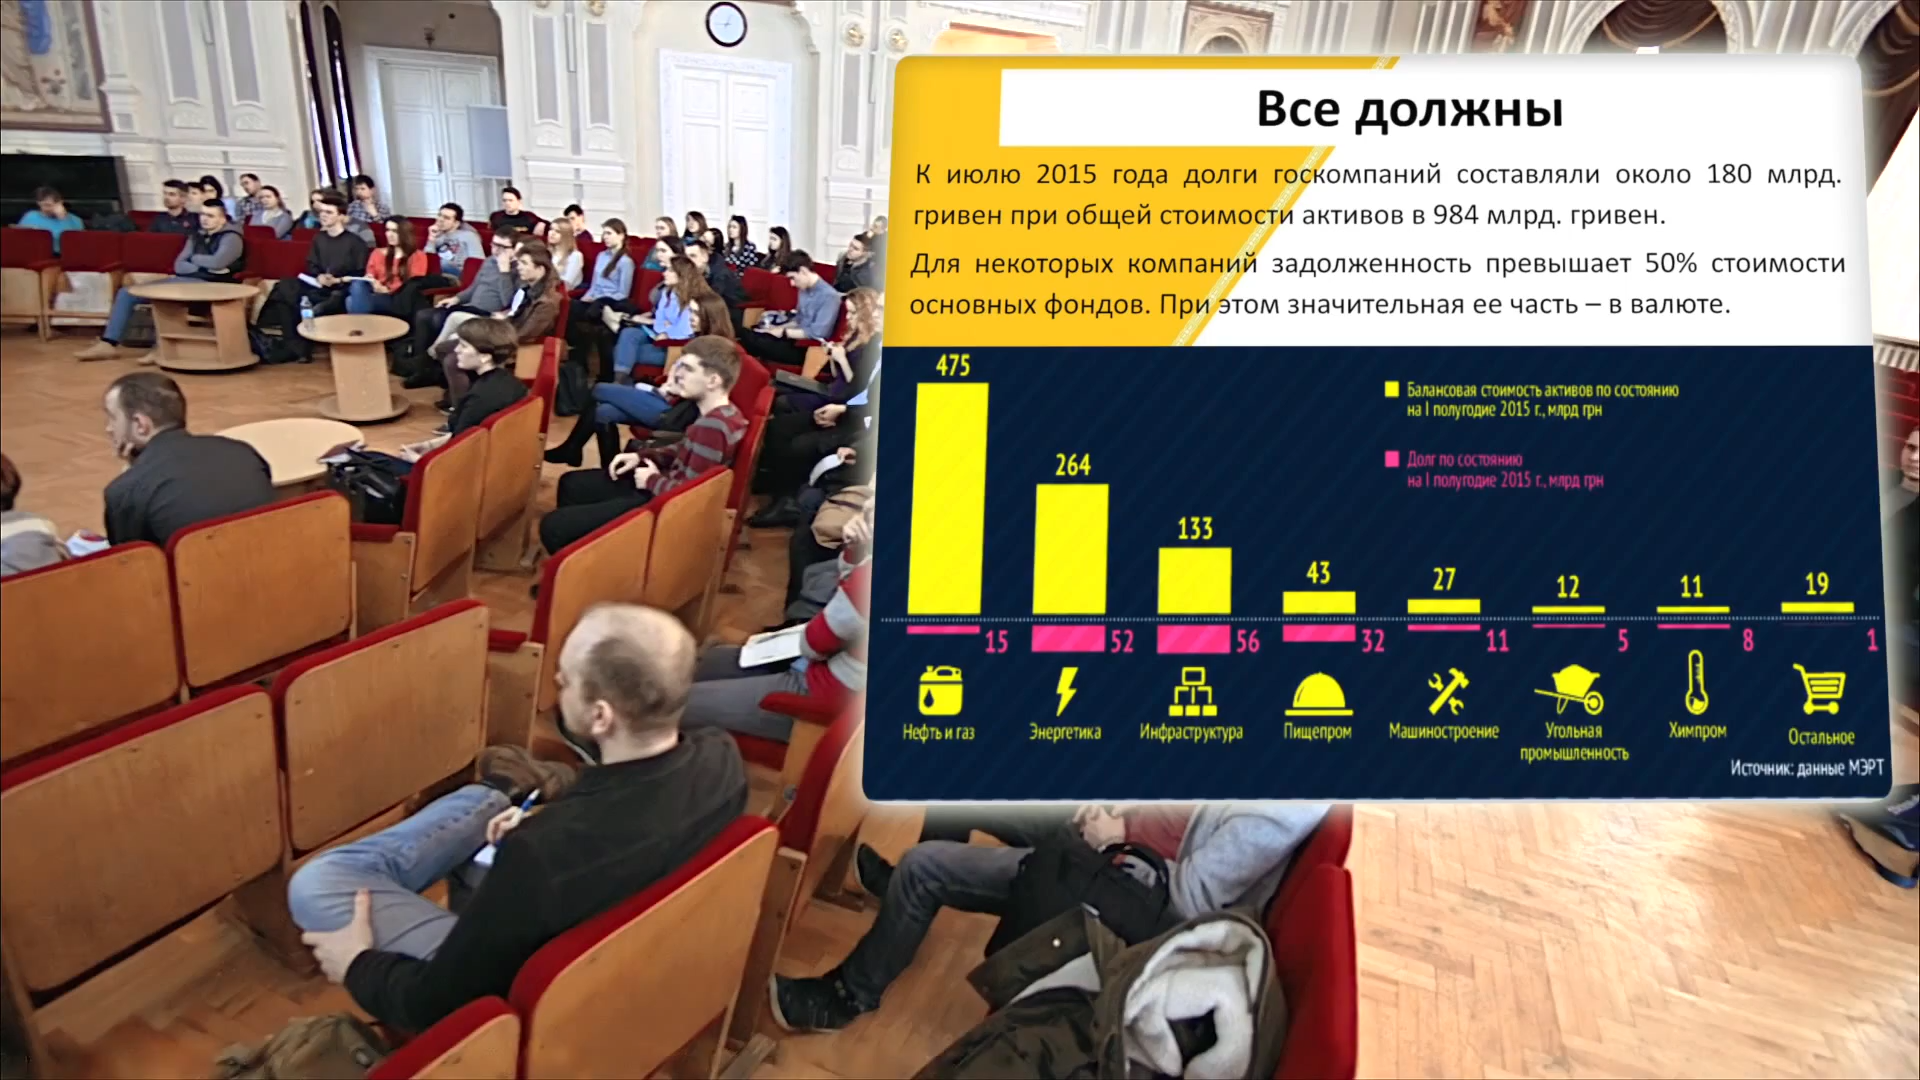 Все должны
К июлю 2015 года долги госкомпаний составляли около 180 млрд.
гривен при общей стоимости активов в 984 млрд. гривен.
Для некоторых компаний задолженность превышает 50% стоимости
основных фондов. При этом значительная ее часть – в валюте.
475
264
133
43
27
12
11
19
Балансовая стоимость активов по состоянию
на I полугодие 2015 г., млрд грн
Долг по состоянию
на I полугодие 2015 г., млрд грн
15
52
56
32
11
5
8
1
Нефть и газ
Энергетика
Инфраструктура
Пищепром
Машиностроение
Угольная
промышленность
Химпром
Остальное
Источник: данные МЭРТ